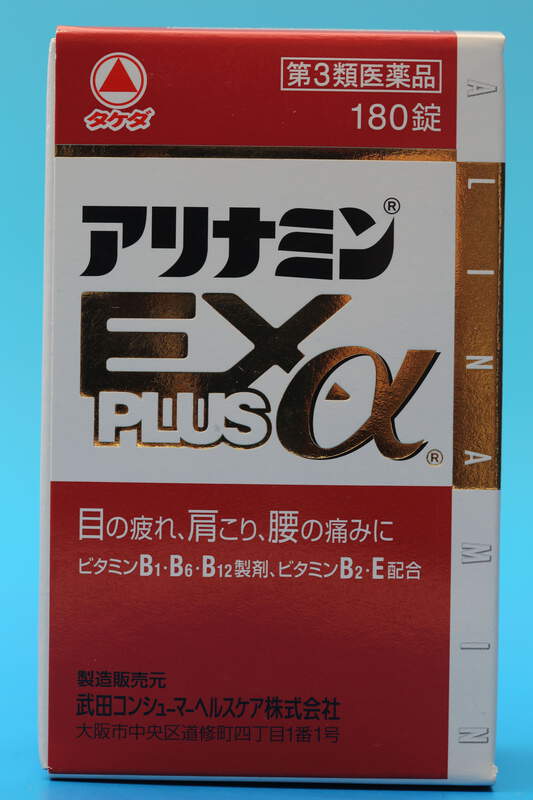 タケダ
第3類医薬品
180錠
アリナミン®
EX
PLUS α®
目の疲れ、肩こり、腰の痛みに
ビタミンB1・B6・B12製剤、ビタミンB2・E配合
製造販売元
武田コンシューマーヘルスケア株式会社
大阪市中央区道修町四丁目1番1号
ALINAMIN